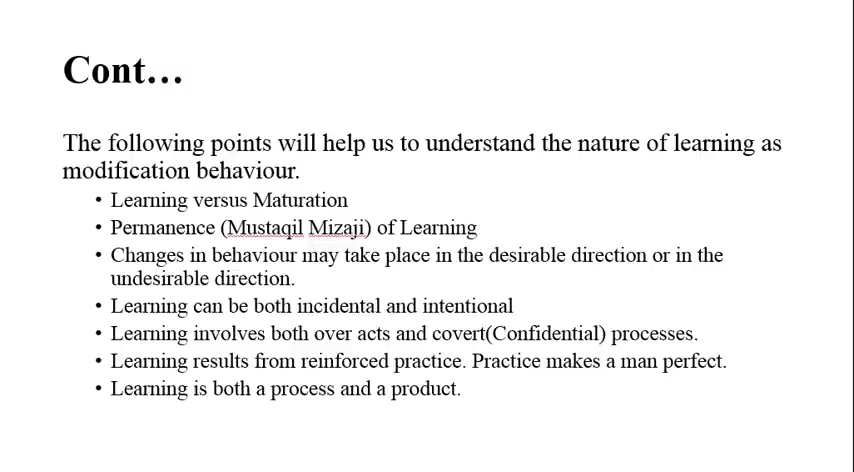 Cont…
The following points will help us to understand the nature of learning as
modification behaviour.
• Learning versus Maturation
• Permanence (Mustaqil Mizaji) of Learning
• Changes in behaviour may take place in the desirable direction or in the
undesirable direction.
• Learning can be both incidental and intentional
• Learning involves both over acts and covert(Confidential) processes.
• Learning results from reinforced practice. Practice makes a man perfect.
• Learning is both a process and a product.